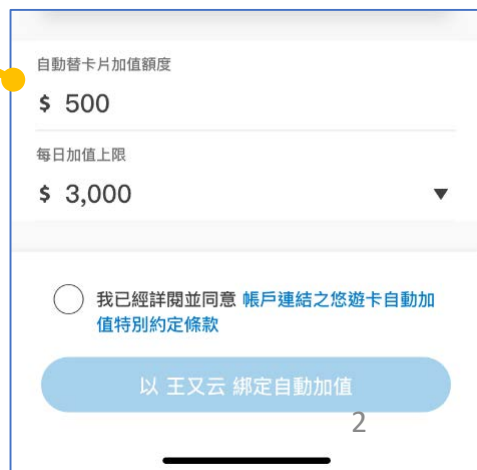 自動替卡片加值額度
$ 500
每日加值上限
$ 3,000
我已經詳閱並同意 帳戶連結之悠遊卡自動加
值特別約定條款
以 王又云 綁定自動加值
2